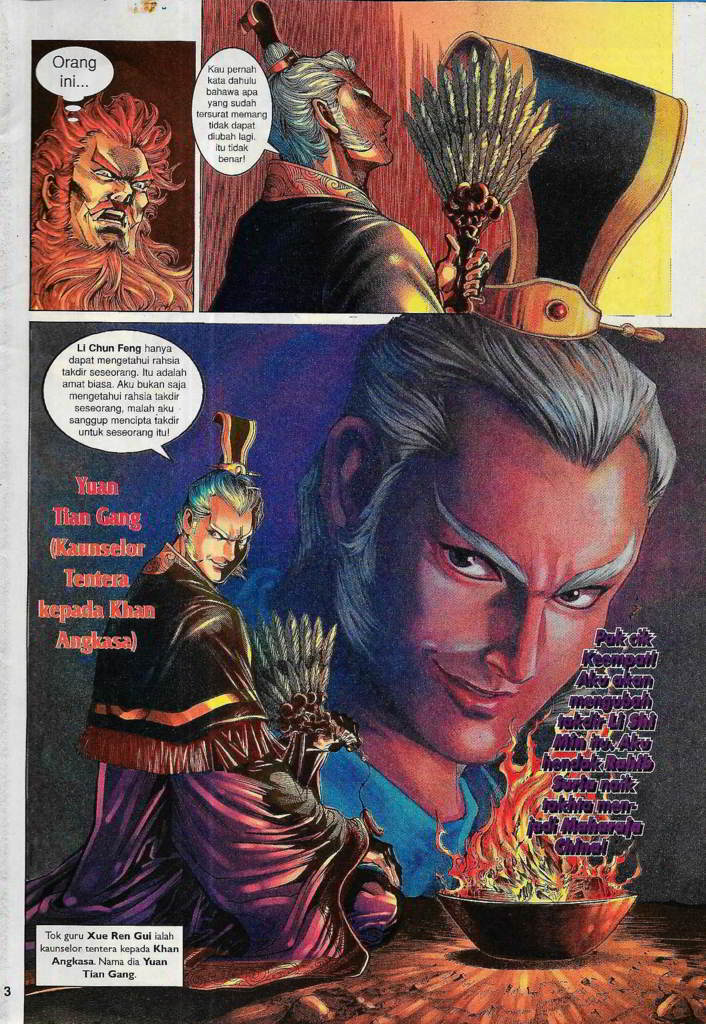 Orang
ini...
Kau pernah
kata dahulu
bahawa apa
yang sudah
tersurat memang
tidak dapat
diubah lagi.
itu tidak
benar!
Li Chun Feng hanya
dapat mengetahui rahsia
takdir seseorang. Itu adalah
amat biasa. Aku bukan saja
mengetahui rahsia takdir
seseorang, malah aku
sanggup mencipta takdir
untuk seseorang itu!
Yuan
Tian Gang
(Kaunselor
Tentera
kepada Khan
Angkasa)
Pak cik
Keempat!
Aku akan
mengubah
takdir Li Shi
Min itu. Aku
hendak Rahib
Suria naik
takhta men-
jadi Maharaja
China!
Tok guru Xue Ren Gui ialah
kaunselor tentera kepada Khan
Angkasa. Nama dia Yuan
Tian Gang.
3